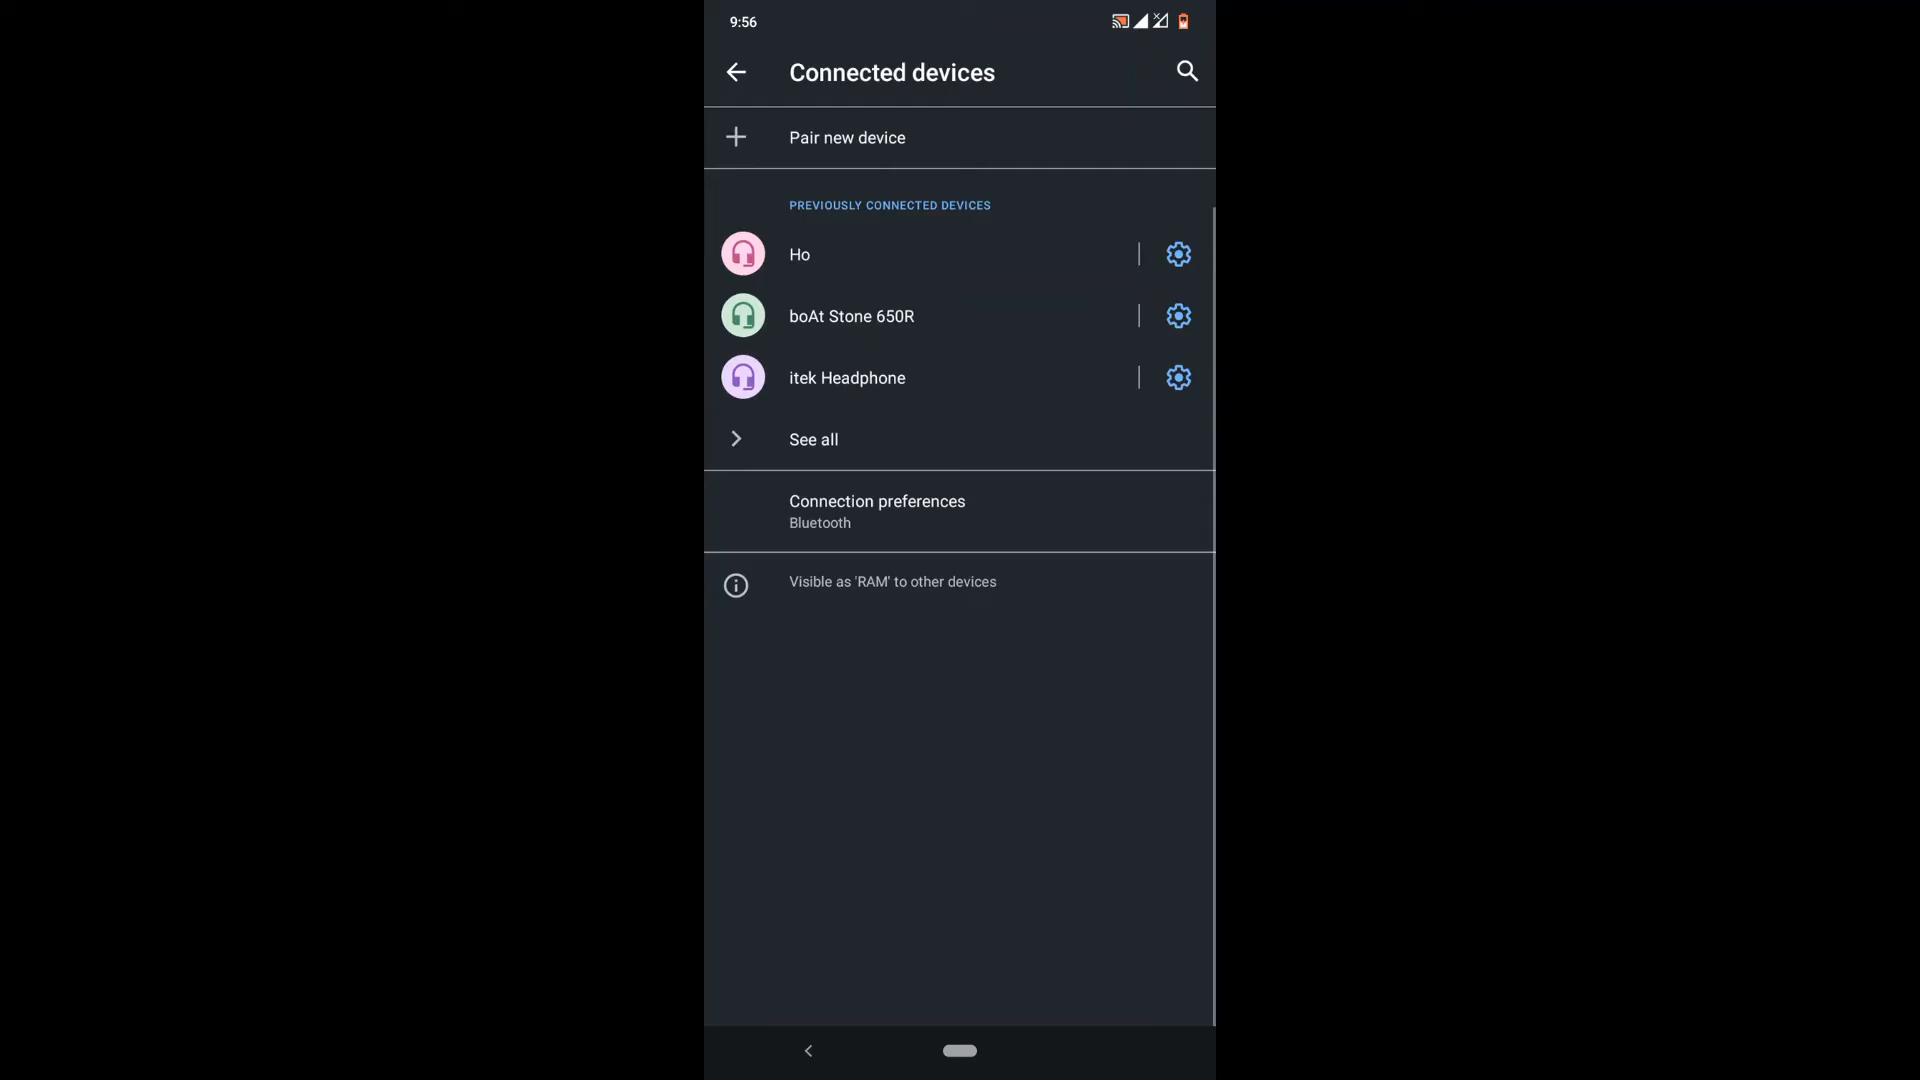 9:56
Connected devices
Pair new device
PREVIOUSLY CONNECTED DEVICES
Ho
boAt Stone 650R
itek Headphone
See all
Connection preferences
Bluetooth
Visible as 'RAM' to other devices